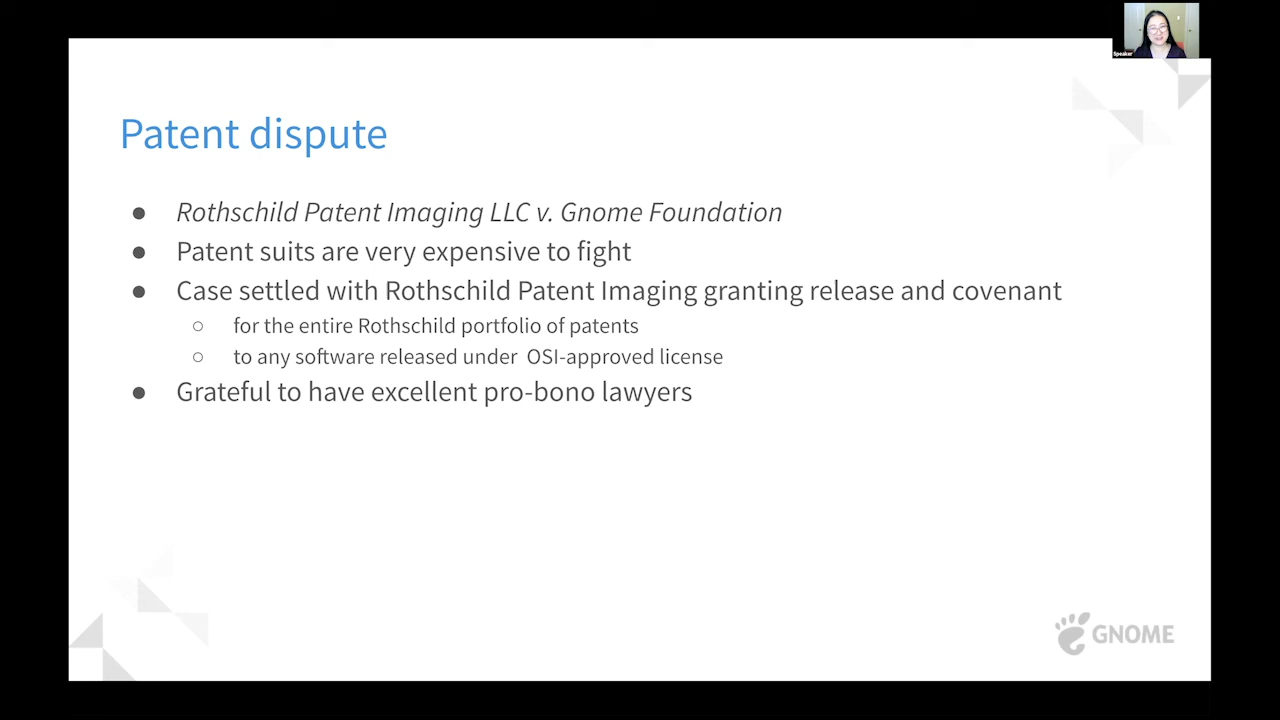 Speaker
Patent dispute
● Rothschild Patent Imaging LLC v. Gnome Foundation
● Patent suits are very expensive to fight
● Case settled with Rothschild Patent Imaging granting release and covenant
○ for the entire Rothschild portfolio of patents
○ to any software released under OSI-approved license
● Grateful to have excellent pro-bono lawyers
GNOME